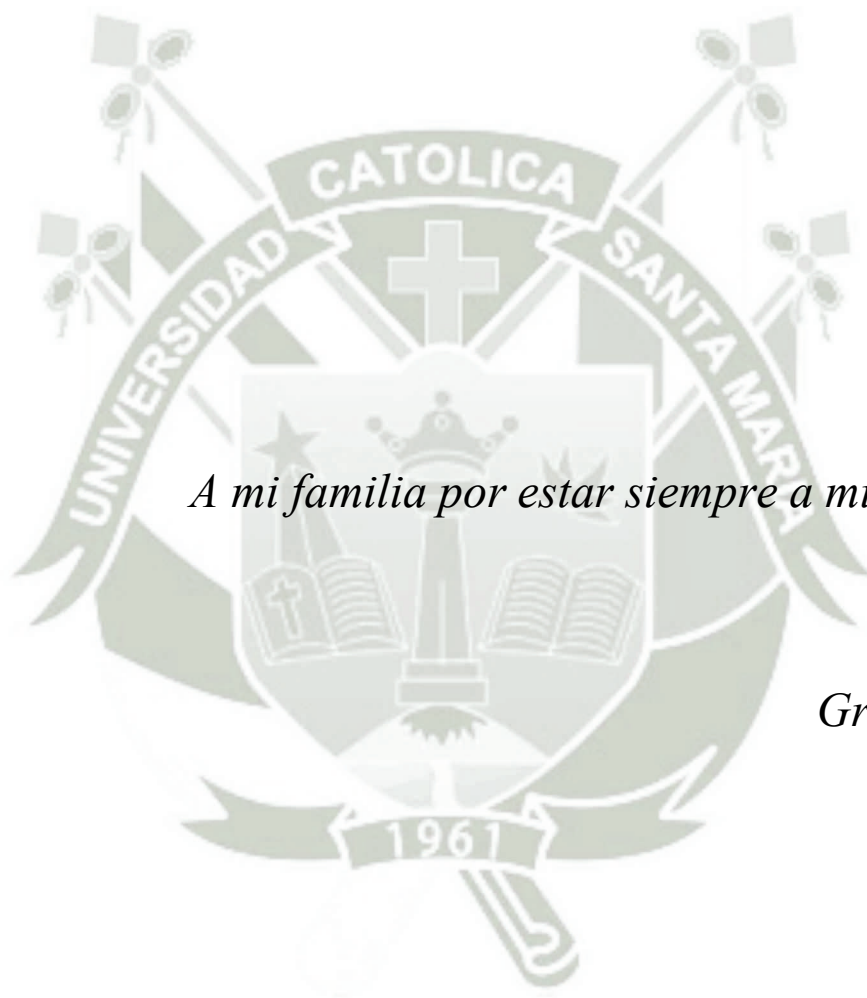 CATOLICA
UNIVERSIDAD
SANTA MARIA
A mi familia por estar siempre a mi
1961